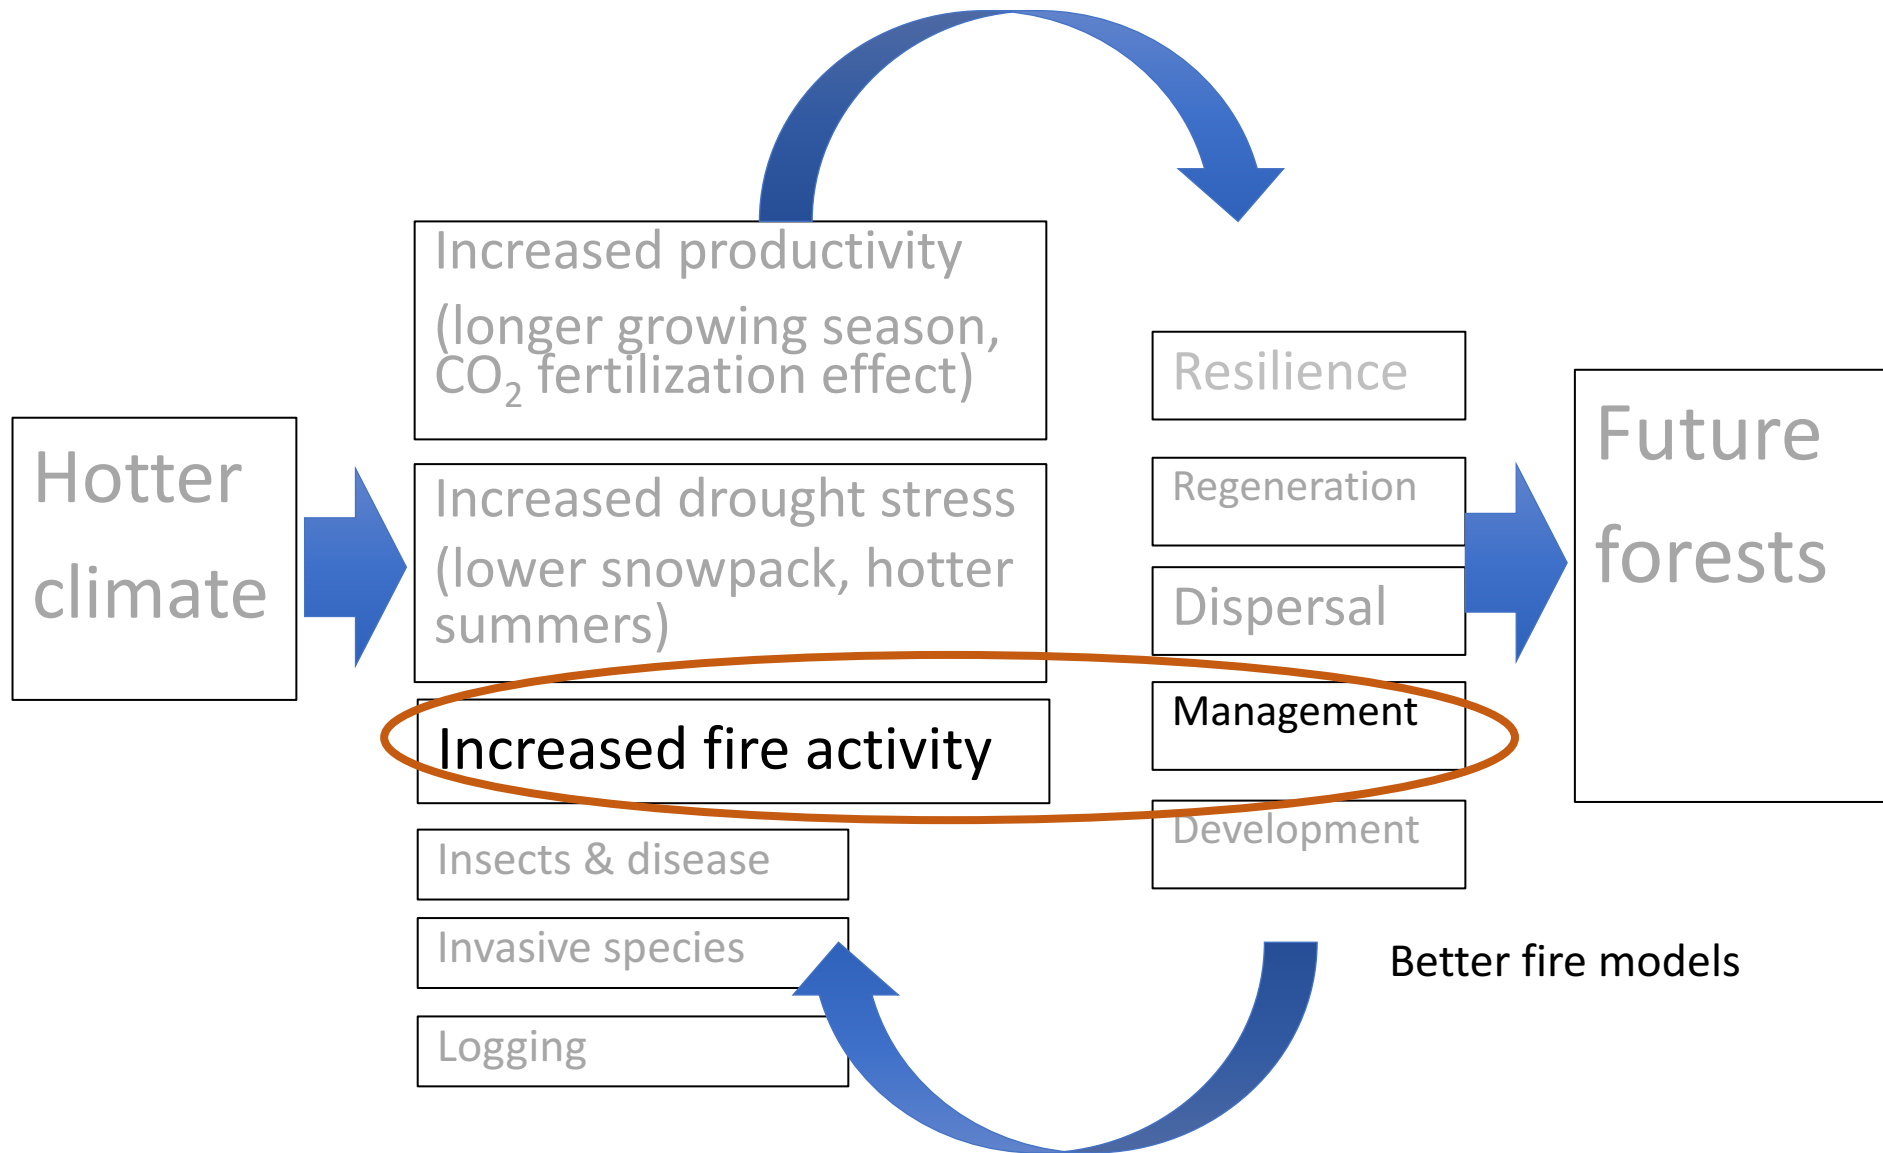 Hotter
climate
Increased productivity
(longer growing season,
CO₂ fertilization effect)
Increased drought stress
(lower snowpack, hotter
summers)
Increased fire activity
Insects & disease
Invasive species
Logging
Resilience
Regeneration
Dispersal
Management
Development
Future
forests
Better fire models